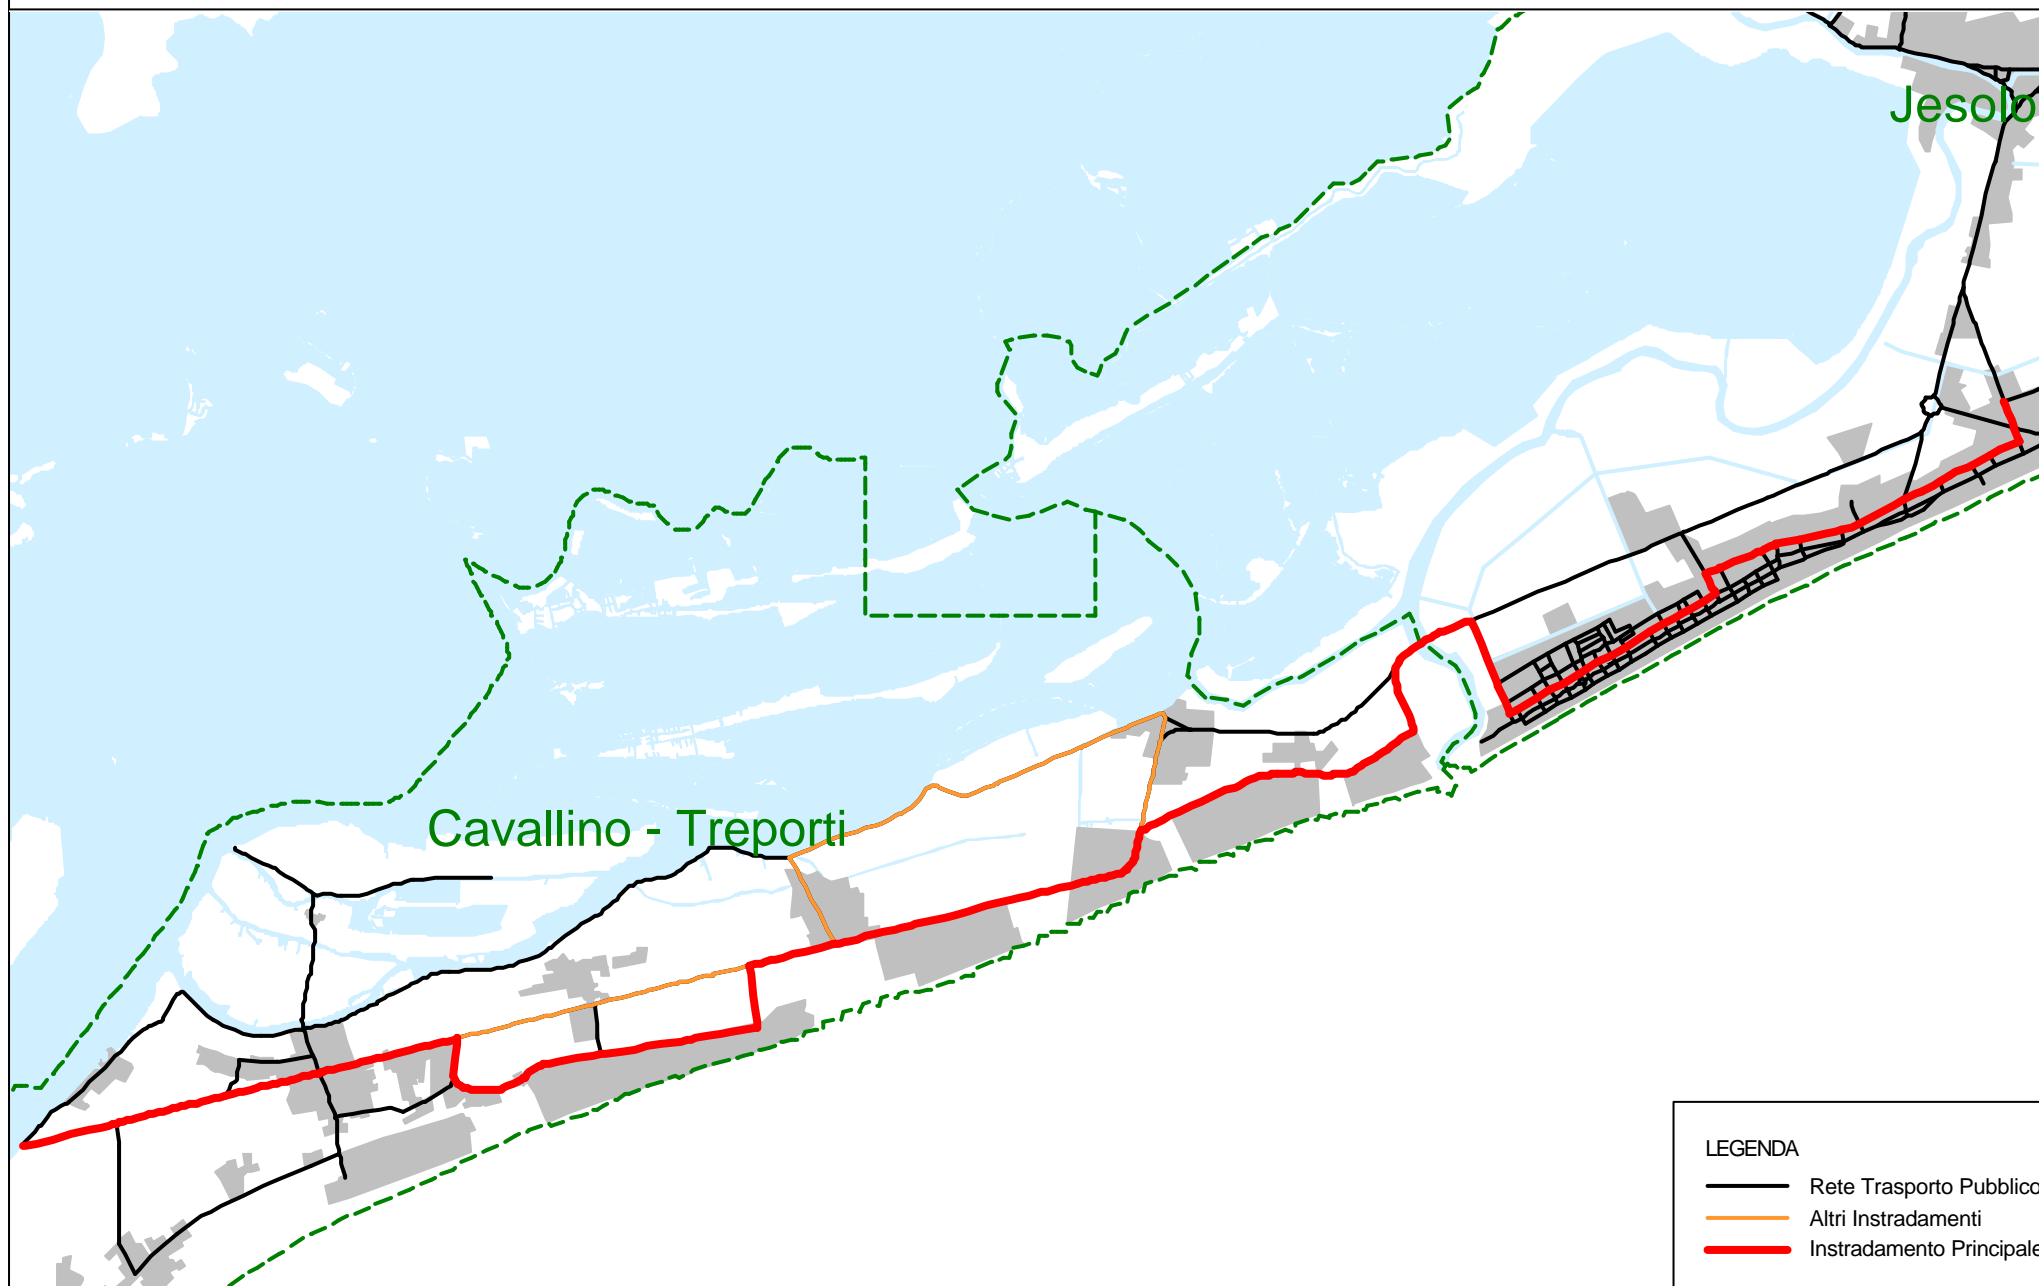 Jesolo
Cavallino - Treporti
LEGENDA
Rete Trasporto Pubblico
Altri Instradamenti
Instradamento Principale